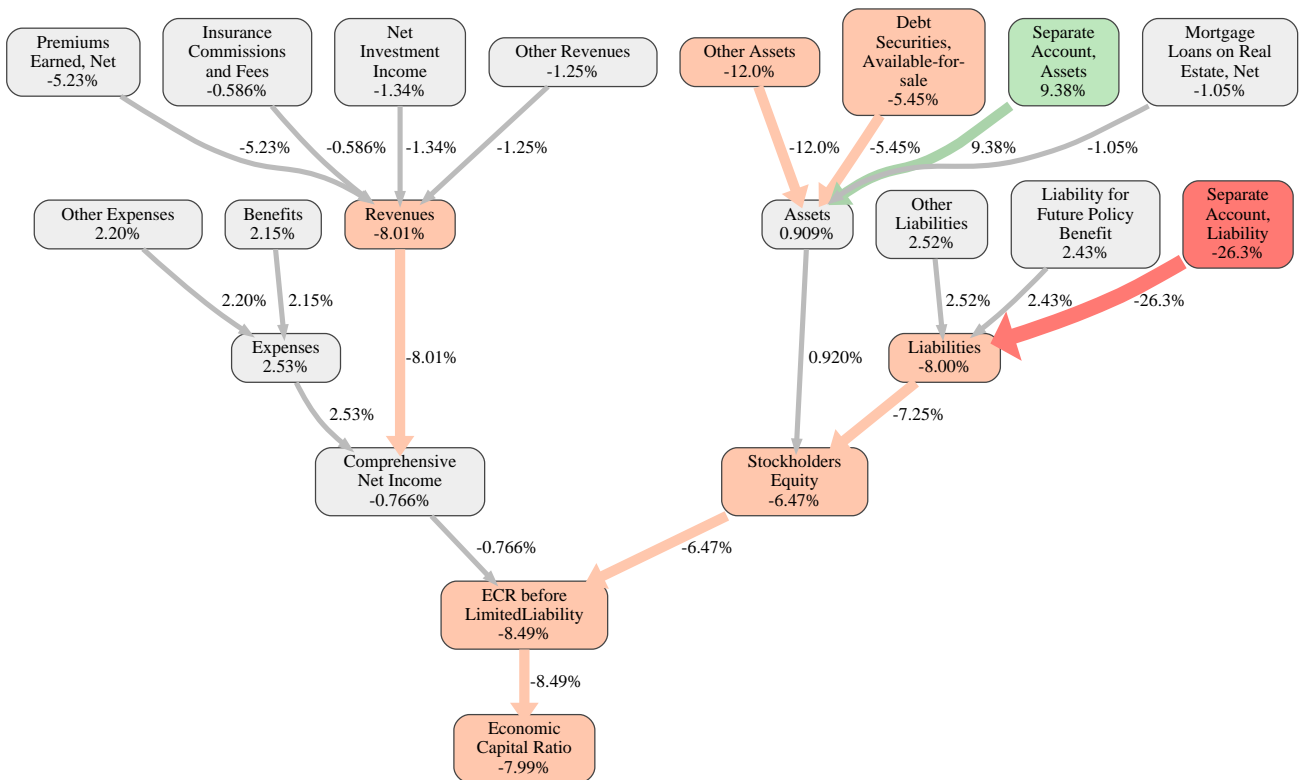 Premiums
Earned, Net
-5.23%
Insurance
Commissions
and Fees
-0.586%
Net
Investment
Income
-1.34%
Other Revenues
-1.25%
Other Assets
-12.0%
Debt
Securities,
Available-for-
sale
-5.45%
Separate
Account,
Assets
9.38%
Mortgage
Loans on Real
Estate, Net
-1.05%
-5.23%
-0.586%
-1.34%
-1.25%
-12.0%
-5.45%
9.38%
-1.05%
Other Expenses
2.20%
Benefits
2.15%
Revenues
-8.01%
Assets
0.909%
Other
Liabilities
2.52%
Liability for
Future Policy
Benefit
2.43%
Separate
Account,
Liability
-26.3%
2.20%
2.15%
2.52%
2.43%
-26.3%
Expenses
2.53%
-8.01%
0.920%
Liabilities
-8.00%
2.53%
-7.25%
Comprehensive
Net Income
-0.766%
Stockholders
Equity
-6.47%
-0.766%
-6.47%
ECR before
LimitedLiability
-8.49%
-8.49%
Economic
Capital Ratio
-7.99%